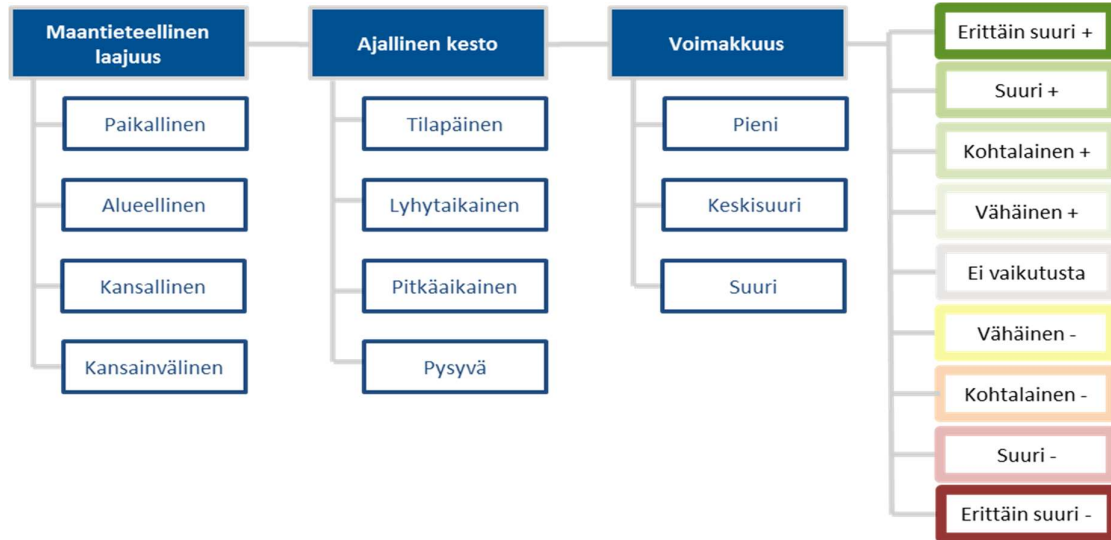 Maantieteellinen
laajuus
Paikallinen
Alueellinen
Kansallinen
Kansainvälinen
Ajallinen kesto
Tilapäinen
Lyhytaikainen
Pitkäaikainen
Pysyvä
Voimakkuus
Pieni
Keskisuuri
Suuri
Erittäin suuri +
Suuri +
Kohtalainen +
Vähäinen +
Ei vaikutusta
Vähäinen -
Kohtalainen -
Suuri -
Erittäin suuri -